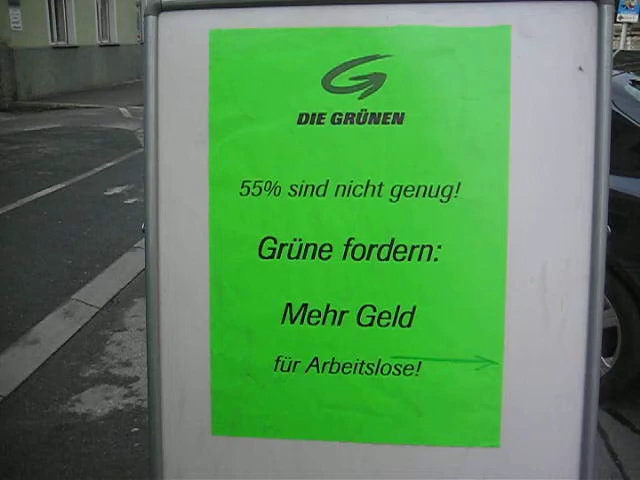 DIE GRÜNEN
55% sind nicht genug!
Grüne fordern:
Mehr Geld
für Arbeitslose!